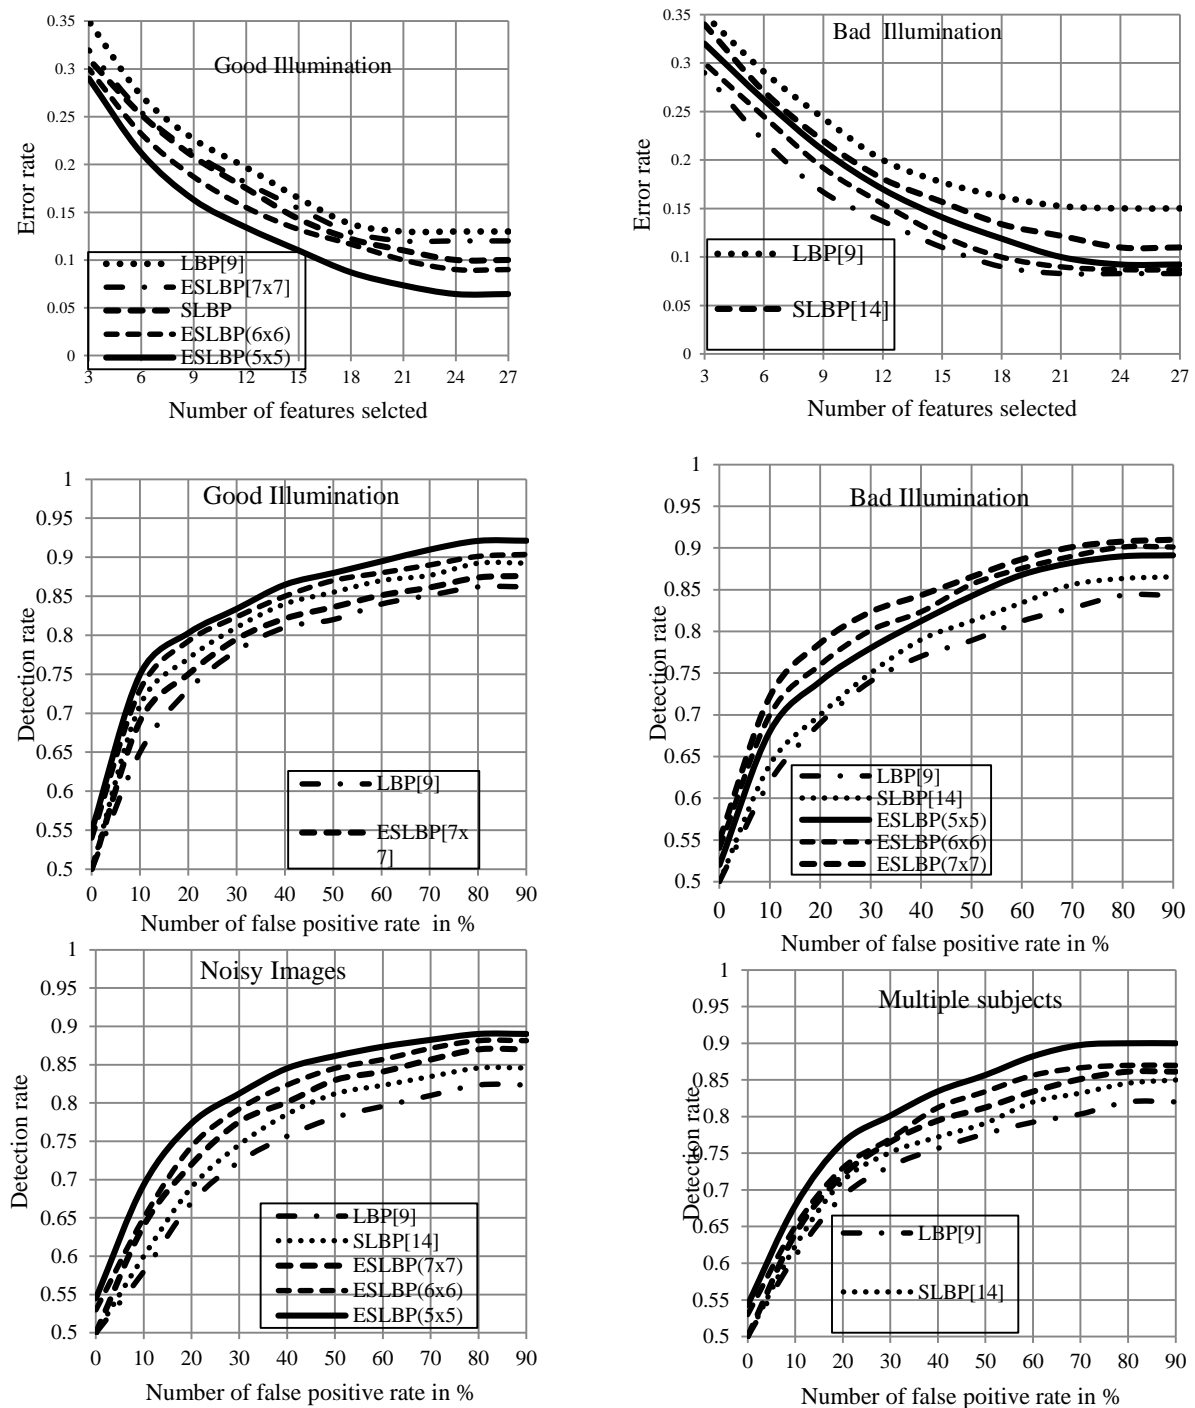 Good Illumination
Error rate
0.35
0.3
0.25
0.2
0.15
0.1
0.05
0
LBP[9]
ESLBP[7x7]
SLBP
ESLBP(6x6)
ESLBP(5x5)
3 6 9 12 15 18 21 24 27
Number of features selcted
Bad Illumination
Error rate
0.35
0.3
0.25
0.2
0.15
0.1
0.05
0
LBP[9]
SLBP[14]
3 6 9 12 15 18 21 24 27
Number of features selected
Good Illumination
Detection rate
1
0.95
0.9
0.85
0.8
0.75
0.7
0.65
0.6
0.55
0.5
LBP[9]
ESLBP[7x
7]
0 10 20 30 40 50 60 70 80 90
Number of false positive rate in %
Bad Illumination
Detection rate
1
0.95
0.9
0.85
0.8
0.75
0.7
0.65
0.6
0.55
0.5
LBP[9]
SLBP[14]
ESLBP(5x5)
ESLBP(6x6)
ESLBP(7x7)
0 10 20 30 40 50 60 70 80 90
Number of false positive rate in %
Noisy Images
Detection rate
1
0.95
0.9
0.85
0.8
0.75
0.7
0.65
0.6
0.55
0.5
LBP[9]
SLBP[14]
ESLBP(7x7)
ESLBP(6x6)
ESLBP(5x5)
0 10 20 30 40 50 60 70 80 90
Number of false positive rate in %
Multiple subjects
Detection rate
1
0.95
0.9
0.85
0.8
0.75
0.7
0.65
0.6
0.55
0.5
LBP[9]
SLBP[14]
0 10 20 30 40 50 60 70 80 90
Number of false poitive rate in %